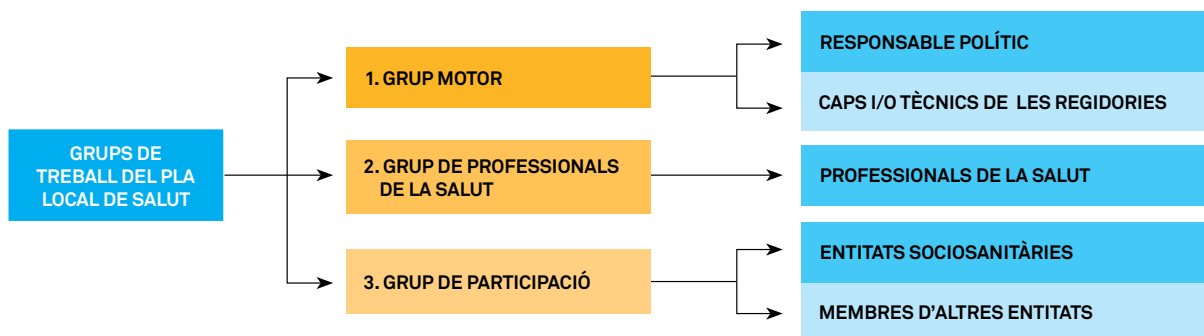 GRUPS DE
TREBALL DEL PLA
LOCAL DE SALUT
1. GRUP MOTOR
RESPONSABLE POLÍTIC
CAPS I/O TÈCNICS DE LES REGIDORIES
2. GRUP DE PROFESSIONALS
DE LA SALUT
PROFESSIONALS DE LA SALUT
3. GRUP DE PARTICIPACIÓ
ENTITATS SOCIOSANITÀRIES
MEMBRES D'ALTRES ENTITATS